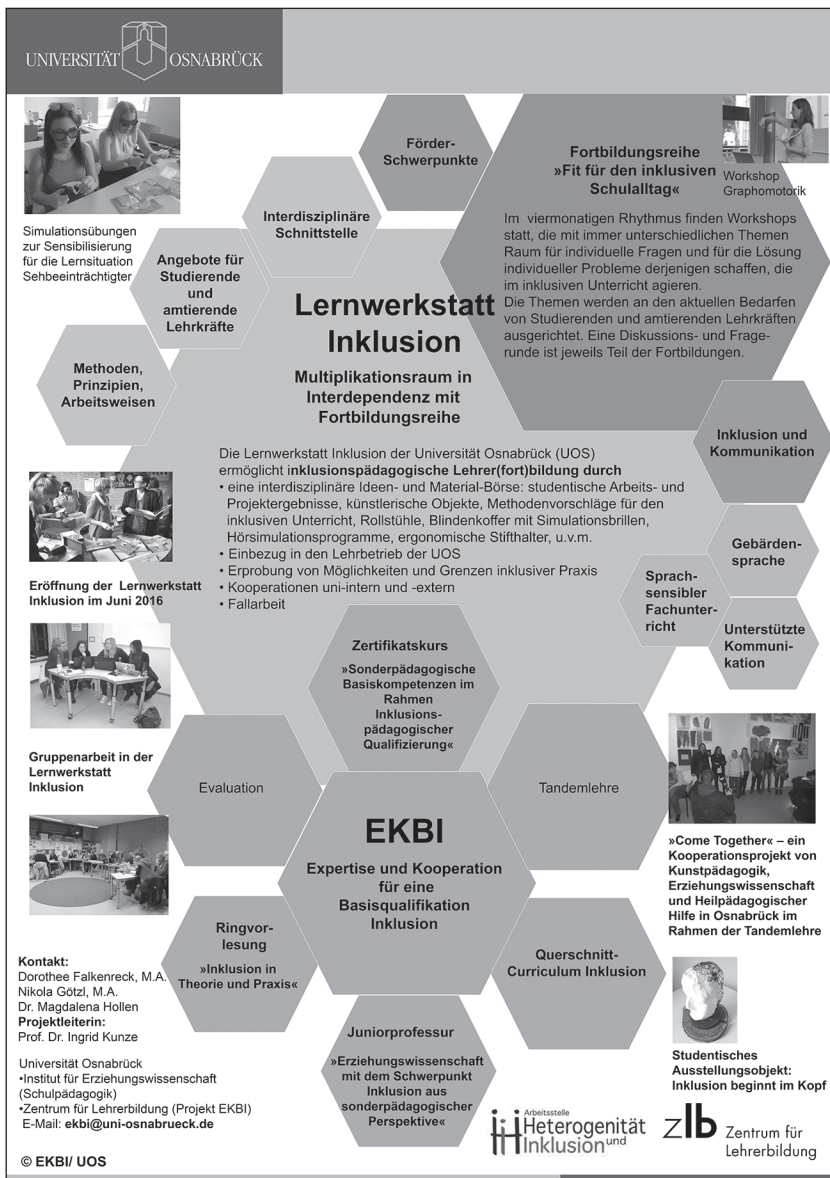 UNIVERSITÄT OSNABRÜCK
Simulationsübungen
zur Sensibilisierung
für die Lernsituation
Sehbeeinträchtigter
Förder-
Schwerpunkte
Interdisziplinäre
Schnittstelle
Angebote für
Studierende
und
amtierende
Lehrkräfte
Methoden,
Prinzipien,
Arbeitsweisen
Fortbildungsreihe
»Fit für den inklusiven
Schulalltag«
Workshop
Graphomotorik
Im viermonatigen Rhythmus finden Workshops
statt, die mit immer unterschiedlichen Themen
Raum für individuelle Fragen und für die Lösung
individueller Probleme derjenigen schaffen, die
im inklusiven Unterricht agieren.
Die Themen werden an den aktuellen Bedarfen
von Studierenden und amtierenden Lehrkräften
ausgerichtet. Eine Diskussions- und Frage-
runde ist jeweils Teil der Fortbildungen.
Lernwerkstatt
Inklusion
Multiplikationsraum in
Interdependenz mit
Fortbildungsreihe
Die Lernwerkstatt Inklusion der Universität Osnabrück (UOS)
ermöglicht inklusionspädagogische Lehrer(fort)bildung durch
• eine interdisziplinäre Ideen- und Material-Börse: studentische Arbeits- und
Projektergebnisse, künstlerische Objekte, Methodenvorschläge für den
inklusiven Unterricht, Rollstühle, Blindenkoffer mit Simulationsbrillen,
Hörsimulationsprogramme, ergonomische Stifthalter, u.v.m.
• Einbezug in den Lehrbetrieb der UOS
• Erprobung von Möglichkeiten und Grenzen inklusiver Praxis
• Kooperationen uni-intern und -extern
• Fallarbeit
Inklusion und
Kommunikation
Gebärden-
sprache
Sprach-
sensibler
Fachunter-
richt
Unterstützte
Kommuni-
kation
Eröffnung der Lernwerkstatt
Inklusion im Juni 2016
Gruppenarbeit in der
Lernwerkstatt
Inklusion
Zertifikatskurs
»Sonderpädagogische
Basiskompetenzen im
Rahmen
Inklusions-
pädagogischer
Qualifizierung«
Evaluation
Tandemlehre
EKBI
Expertise und Kooperation
für eine
Basisqualifikation
Inklusion
Ringvor-
lesung
»Inklusion in
Theorie und Praxis«
Querschnitt-
Curriculum Inklusion
Juniorprofessur
»Erziehungswissenschaft
mit dem Schwerpunkt
Inklusion aus
sonderpädagogischer
Perspektive«
»Come Together« – ein
Kooperationsprojekt von
Kunstpädagogik,
Erziehungswissenschaft
und Heilpädagogischer
Hilfe in Osnabrück im
Rahmen der Tandemlehre
Studentisches
Ausstellungsobjekt:
Inklusion beginnt im Kopf
Kontakt:
Dorothee Falkenreck, M.A.
Nikola Götzl, M.A.
Dr. Magdalena Hollen
Projektleiterin:
Prof. Dr. Ingrid Kunze
Universität Osnabrück
•Institut für Erziehungswissenschaft
(Schulpädagogik)
•Zentrum für Lehrerbildung (Projekt EKBI)
E-Mail: ekbi@uni-osnabrueck.de
© EKBI/ UOS
Arbeitsstelle
Heterogenität
und
Inklusion
zlb Zentrum für
Lehrerbildung